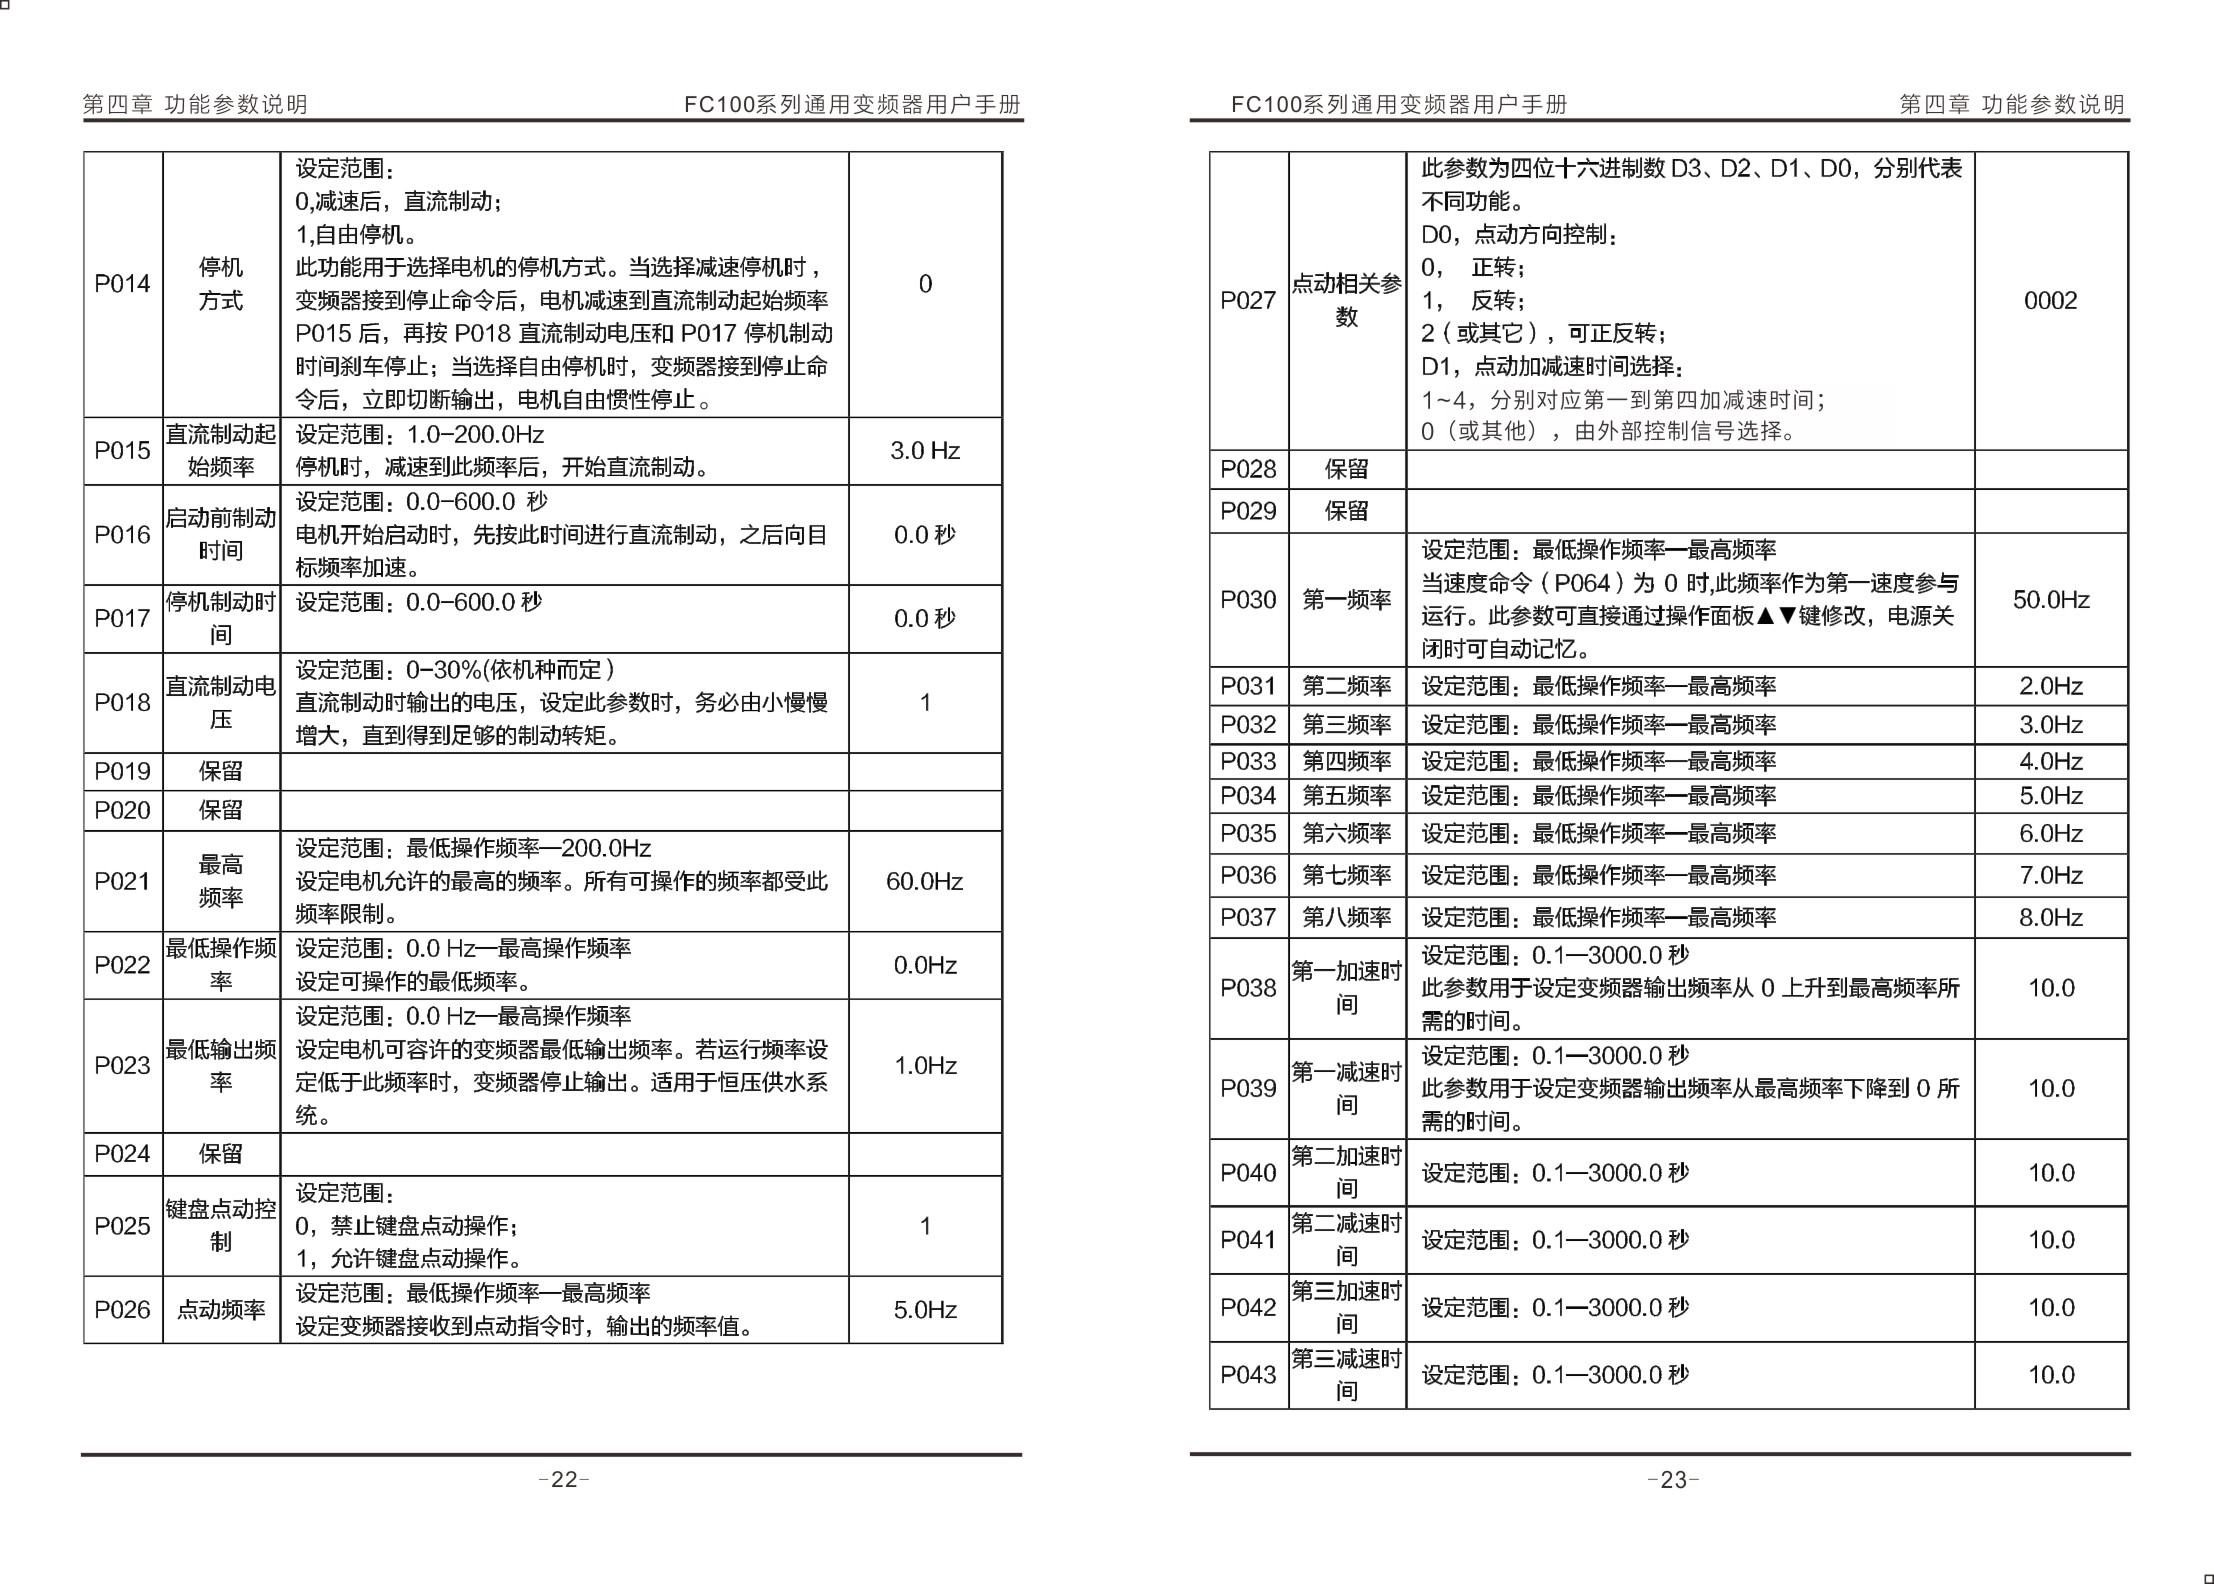 第四章 功能参数说明
FC100系列通用变频器用户手册
P014
停机
方式
设定范围：
0,减速后，直流制动；
1,自由停机。
此功能用于选择电机的停机方式。当选择减速停机时，
变频器接到停止命令后，电机减速到直流制动起始频率
P015 后，再按 P018 直流制动电压和 P017 停机制动
时间刹车停止；当选择自由停机时，变频器接到停止命
令后，立即切断输出，电机自由惯性停止。
0
P015
直流制动起
始频率
设定范围：1.0-200.0Hz
停机时，减速到此频率后，开始直流制动。
3.0 Hz
P016
启动前制动
时间
设定范围：0.0-600.0 秒
电机开始启动时，先按此时间进行直流制动，之后向目
标频率加速。
0.0 秒
P017
停机制动时
间
设定范围：0.0-600.0 秒
0.0 秒
P018
直流制动电
压
设定范围：0-30%(依机种而定）
直流制动时输出的电压，设定此参数时，务必由小慢慢
增大，直到得到足够的制动转矩。
1
P019
保留
P020
保留
P021
最高
频率
设定范围：最低操作频率—200.0Hz
设定电机允许的最高的频率。所有可操作的频率都受此
频率限制。
60.0Hz
P022
最低操作频
率
设定范围：0.0 Hz—最高操作频率
设定可操作的最低频率。
0.0Hz
P023
最低输出频
率
设定范围：0.0 Hz—最高操作频率
设定电机可容许的变频器最低输出频率。若运行频率设
定低于此频率时，变频器停止输出。适用于恒压供水系
统。
1.0Hz
P024
保留
P025
键盘点动控
制
设定范围：
0，禁止键盘点动操作；
1，允许键盘点动操作。
1
P026
点动频率
设定范围：最低操作频率—最高频率
设定变频器接收到点动指令时，输出的频率值。
5.0Hz
-22-
FC100系列通用变频器用户手册
第四章 功能参数说明
P027
点动相关参
数
此参数为四位十六进制数 D3、D2、D1、D0，分别代表
不同功能。
D0，点动方向控制：
0， 正转；
1， 反转；
2（或其它），可正反转；
D1，点动加减速时间选择：
1~4，分别对应第一到第四加减速时间；
0（或其他），由外部控制信号选择。
0002
P028
保留
P029
保留
P030
第一频率
设定范围：最低操作频率—最高频率
当速度命令（P064）为 0 时,此频率作为第一速度参与
运行。此参数可直接通过操作面板▲▼键修改，电源关
闭时可自动记忆。
50.0Hz
P031
第二频率
设定范围：最低操作频率—最高频率
2.0Hz
P032
第三频率
设定范围：最低操作频率—最高频率
3.0Hz
P033
第四频率
设定范围：最低操作频率—最高频率
4.0Hz
P034
第五频率
设定范围：最低操作频率—最高频率
5.0Hz
P035
第六频率
设定范围：最低操作频率—最高频率
6.0Hz
P036
第七频率
设定范围：最低操作频率—最高频率
7.0Hz
P037
第八频率
设定范围：最低操作频率—最高频率
8.0Hz
P038
第一加速时
间
设定范围：0.1—3000.0 秒
此参数用于设定变频器输出频率从 0 上升到最高频率所
需的时间。
10.0
P039
第一减速时
间
设定范围：0.1—3000.0 秒
此参数用于设定变频器输出频率从最高频率下降到 0 所
需的时间。
10.0
P040
第二加速时
间
设定范围：0.1—3000.0 秒
10.0
P041
第二减速时
间
设定范围：0.1—3000.0 秒
10.0
P042
第三加速时
间
设定范围：0.1—3000.0 秒
10.0
P043
第三减速时
间
设定范围：0.1—3000.0 秒
10.0
-23-